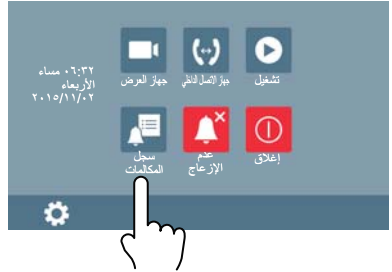 ٠٦:٣٢ مساء
الأربعاء
٢٠١٥/١١/٠٢
تشغيل
جهاز الاتصال الداخلي
جهاز العرض
إغلاق
عدم
الإزعاج
سجل
المكالمات